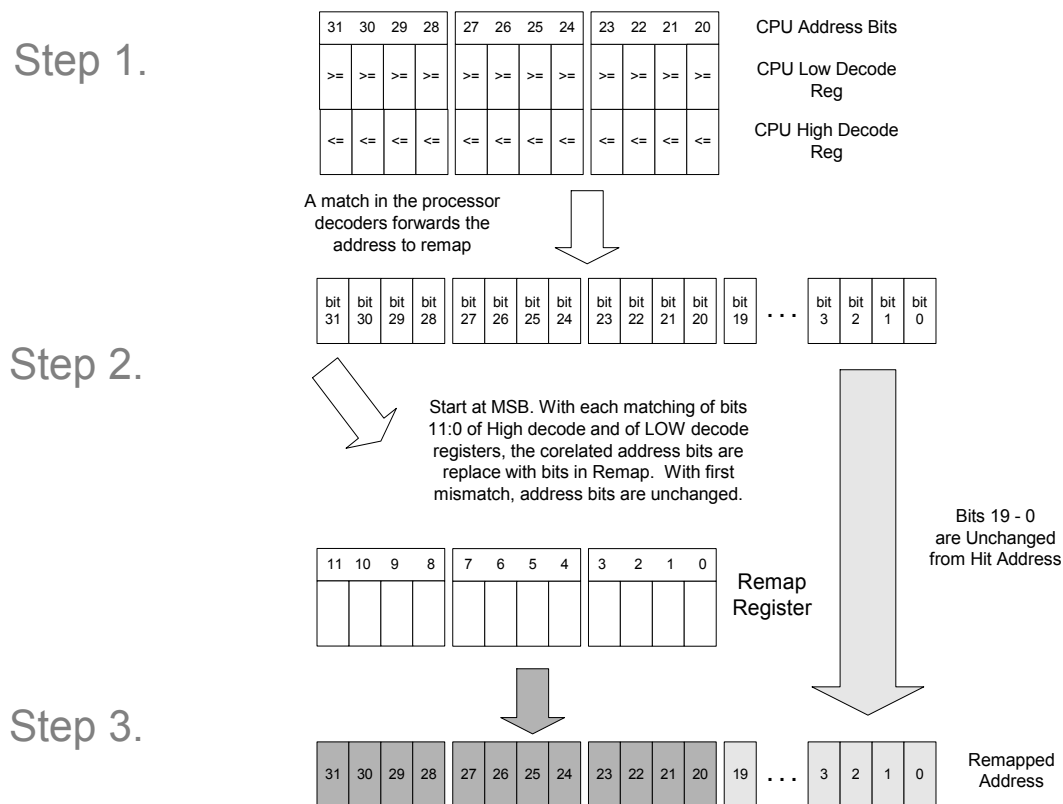 31 30 29 28 27 26 25 24 23 22 21 20 CPU Address Bits
Step 1.
>= >= >= >= >= >= >= >= >= >= >= >= CPU Low Decode
Reg
<= <= <= <= <= <= <= <= <= <= <= <= CPU High Decode
Reg
A match in the processor
decoders forwards the
address to remap
bit bit bit bit bit bit bit bit bit bit bit bit bit bit bit bit bit
31 30 29 28 27 26 25 24 23 22 21 20 19 . . . 3 2 1 0
Step 2.
Start at MSB. With each matching of bits
11:0 of High decode and of LOW decode
registers, the corelated address bits are
replace with bits in Remap. With first
mismatch, address bits are unchanged.
Bits 19 - 0
are Unchanged
from Hit Address
11 10 9 8 7 6 5 4 3 2 1 0
Remap
Register
Step 3.
31 30 29 28 27 26 25 24 23 22 21 20 19 . . . 3 2 1 0
Remapped
Address